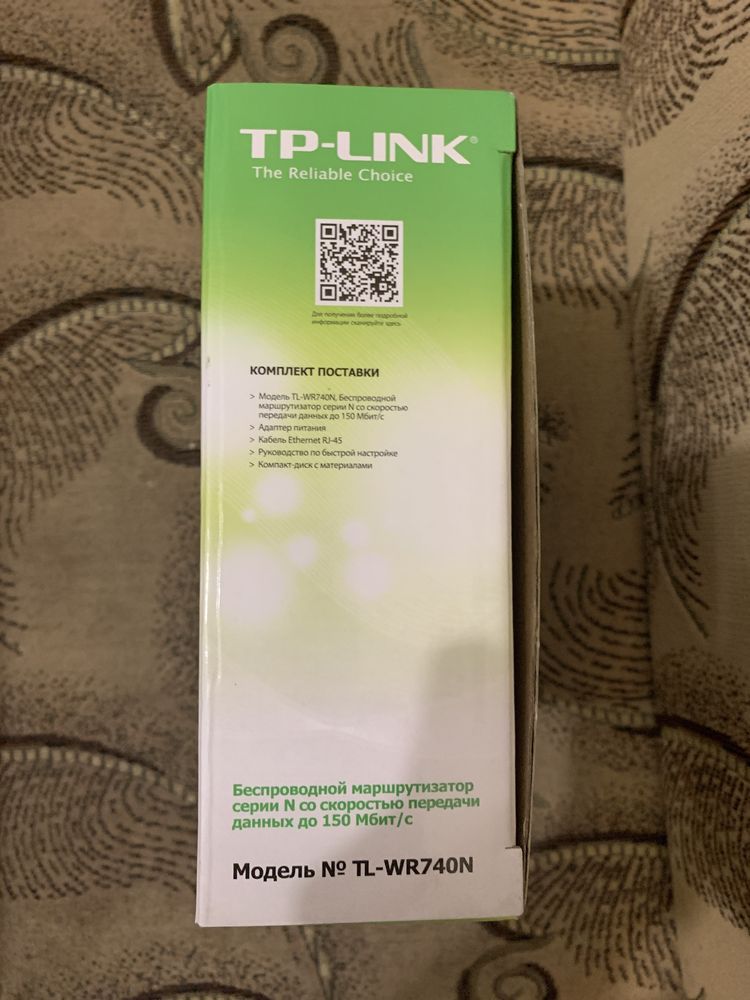 TP-LINK®
The Reliable Choice
Для получения более подробной
информации сканируйте здесь
КОМПЛЕКТ ПОСТАВКИ
> Модель TL-WR740N, Беспроводной
маршрутизатор серии N со скоростью
передачи данных до 150 Мбит/с
> Адаптер питания
> Кабель Ethernet RJ-45
> Руководство по быстрой настройке
> Компакт-диск с материалами
Беспроводной маршрутизатор
серии N со скоростью передачи
данных до 150 Мбит/с
Модель № TL-WR740N